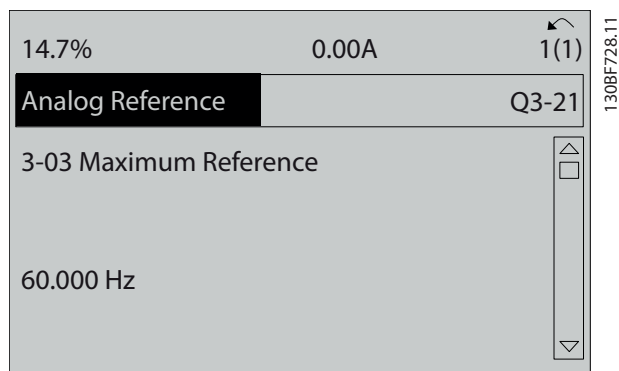 14.7% 0.00A 1(1)
Analog Reference Q3-21
3-03 Maximum Reference
60.000 Hz
130BF728.11